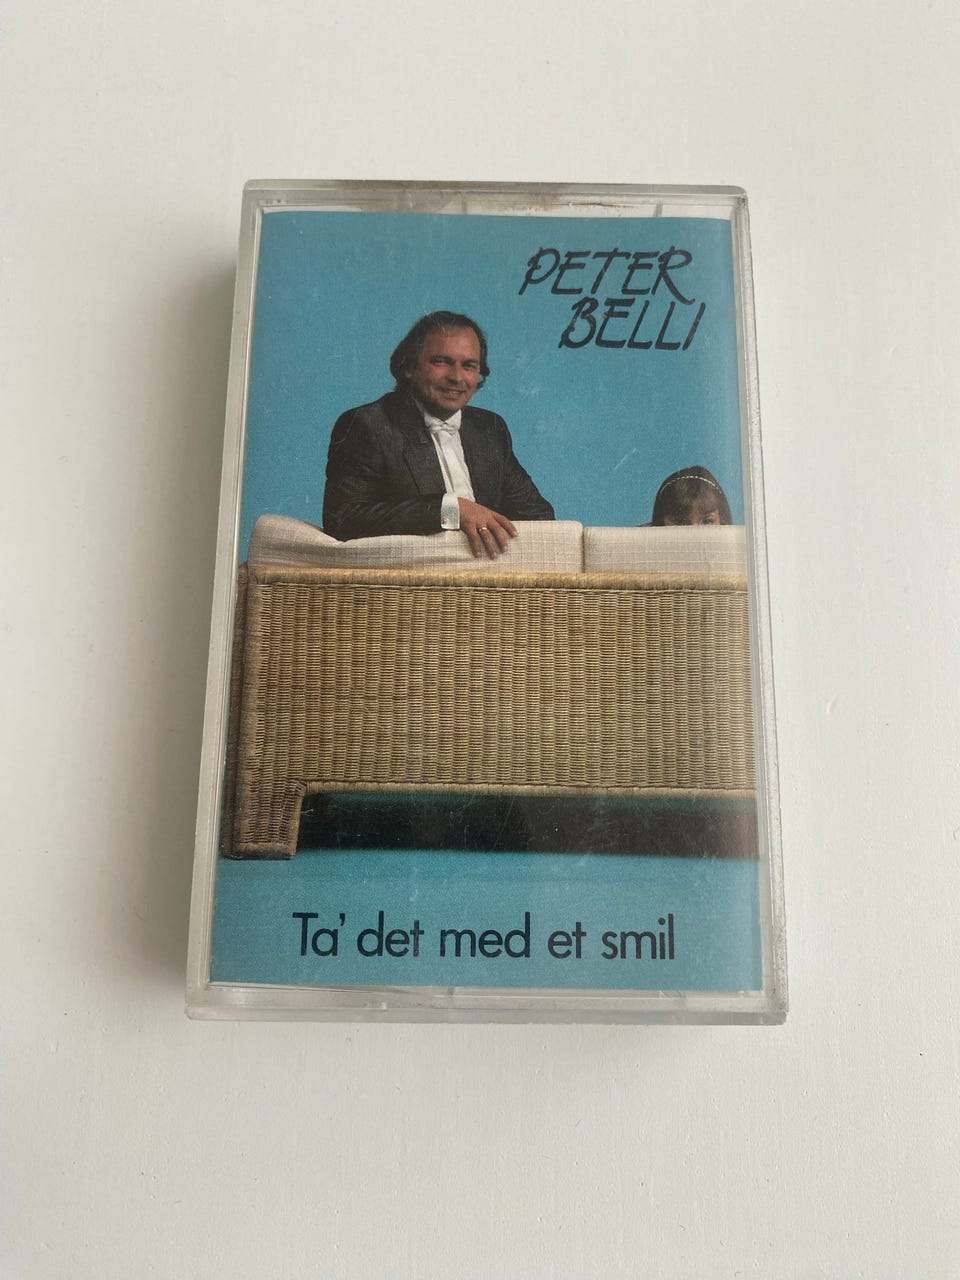 PETER
BELLI
Ta' det med et smil